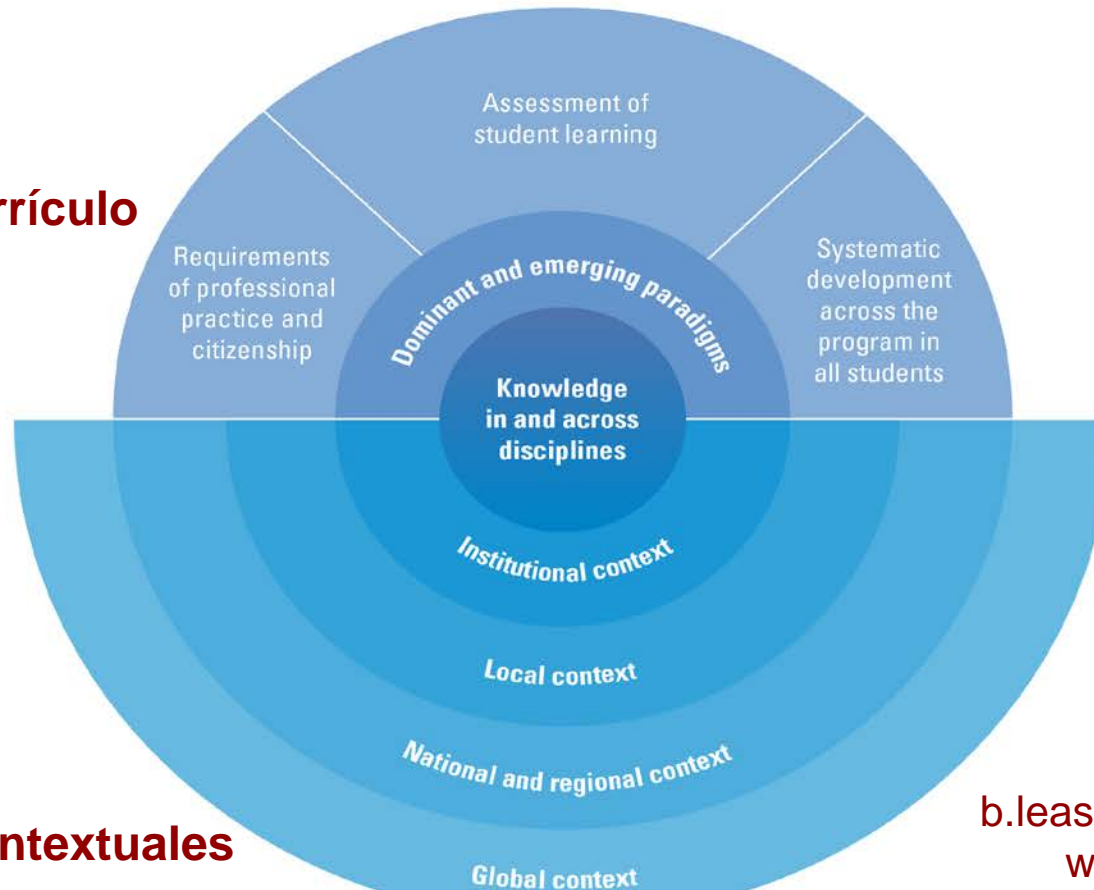 Assessment of
student learning
rrículo
Requirements
of professional
practice and
citizenship
Dominant and emerging paradigms
Systematic
development
across the
program in
all students
Knowledge
in and across
disciplines
Institutional context
Local context
National and regional context
ntextuales
b.leas
w
Global context